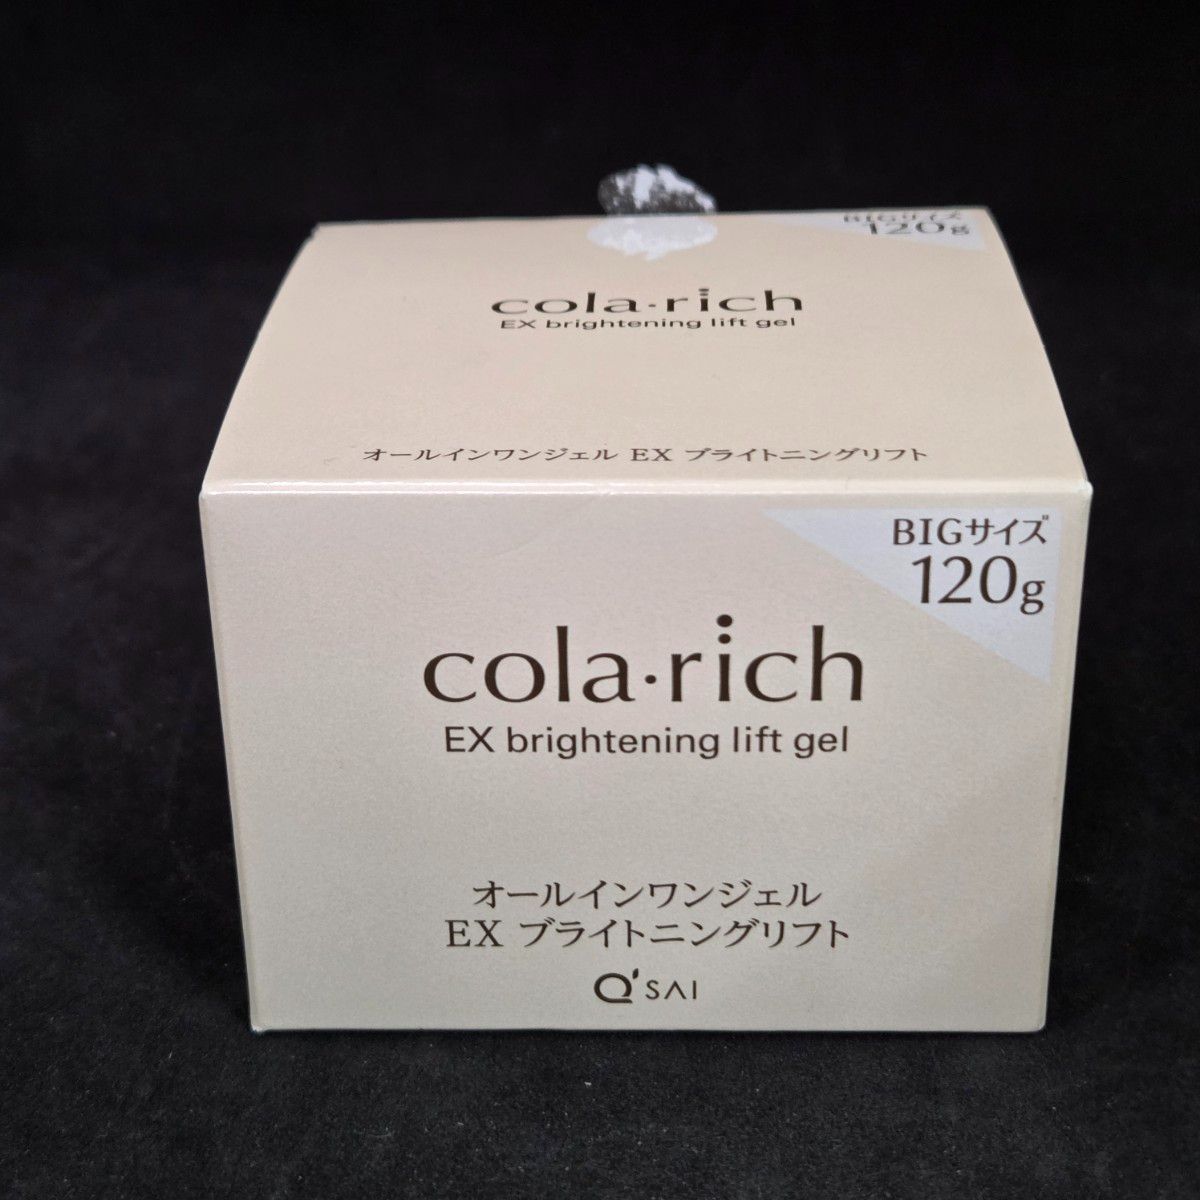 BIGサイズ
120g
cola・rich
EX brightening lift gel
オールインワンジェル EX ブライトニングリフト
BIGサイズ
120g
cola・rich
EX brightening lift gel
オールインワンジェル
EX ブライトニングリフト
Q'SAI